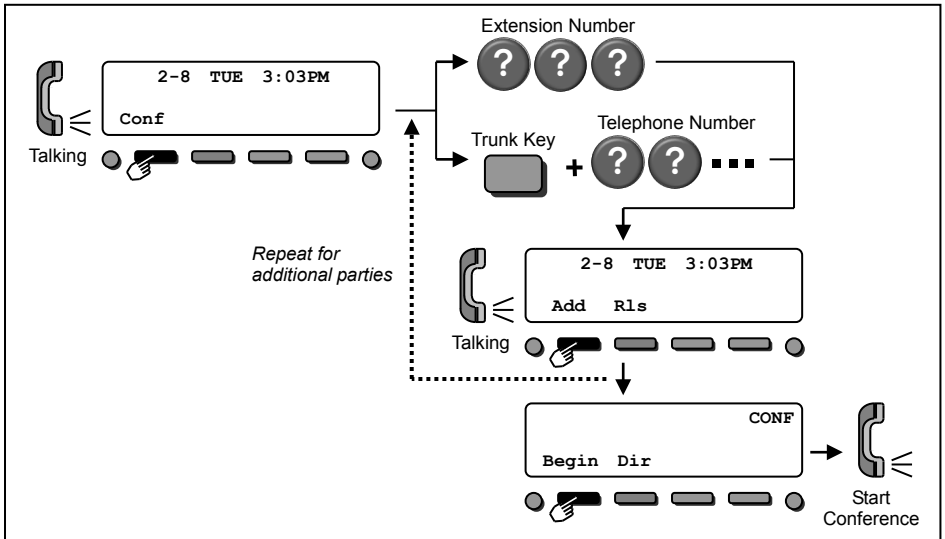 Extension Number
? ? ?
2-8 TUE 3:03PM
Conf
Talking
Trunk Key
Telephone Number
+ ? ? ...
Repeat for
additional parties
2-8 TUE 3:03PM
Add Rls
Talking
CONF
Begin Dir
Start
Conference